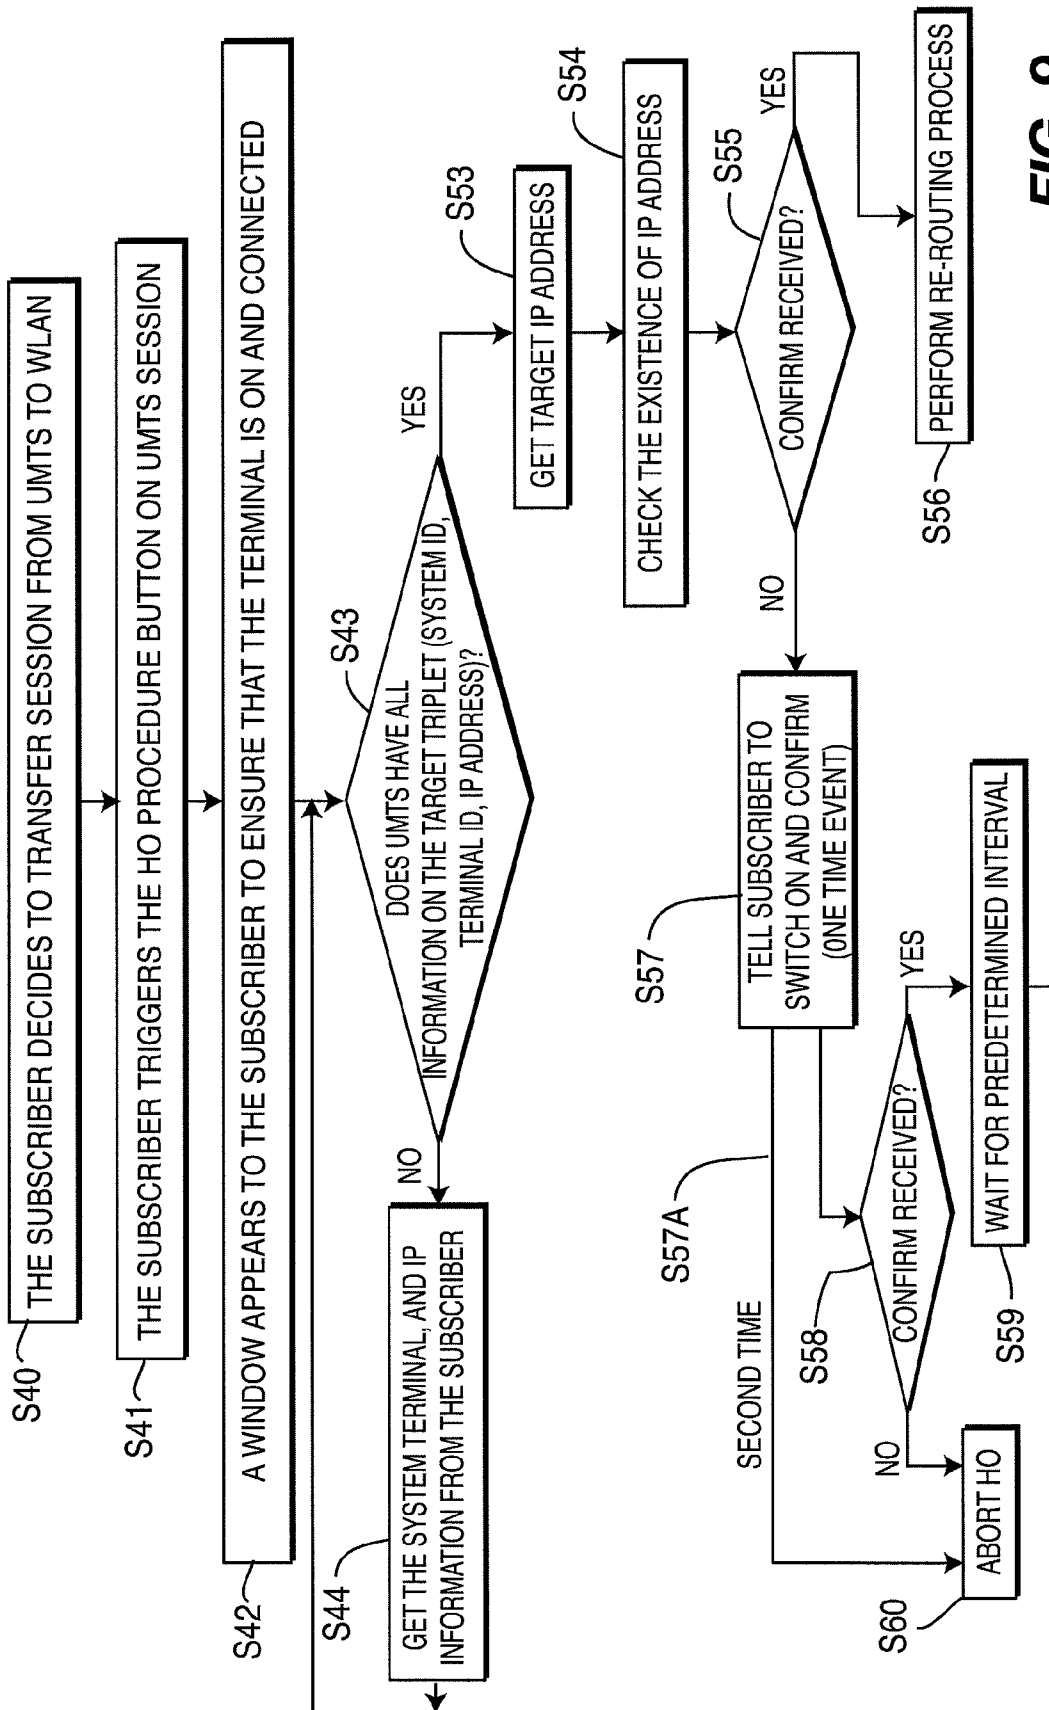 S40
THE SUBSCRIBER DECIDES TO TRANSFER SESSION FROM UMTS TO WLAN
S41
THE SUBSCRIBER TRIGGERS THE HO PROCEDURE BUTTON ON UMTS SESSION
S42
A WINDOW APPEARS TO THE SUBSCRIBER TO ENSURE THAT THE TERMINAL IS ON AND CONNECTED
S43
DOES UMTS HAVE ALL
INFORMATION ON THE TARGET TRIPLET (SYSTEM ID,
TERMINAL ID, IP ADDRESS)?
NO
YES
S44
GET THE SYSTEM TERMINAL, AND IP
INFORMATION FROM THE SUBSCRIBER
S53
GET TARGET IP ADDRESS
S54
CHECK THE EXISTENCE OF IP ADDRESS
S55
CONFIRM RECEIVED?
NO
YES
S56
PERFORM RE-ROUTING PROCESS
S57
TELL SUBSCRIBER TO
SWITCH ON AND CONFIRM
(ONE TIME EVENT)
S57A
SECOND TIME
S58
CONFIRM RECEIVED?
NO
YES
S59
WAIT FOR PREDETERMINED INTERVAL
S60
ABORT HO
FIG.